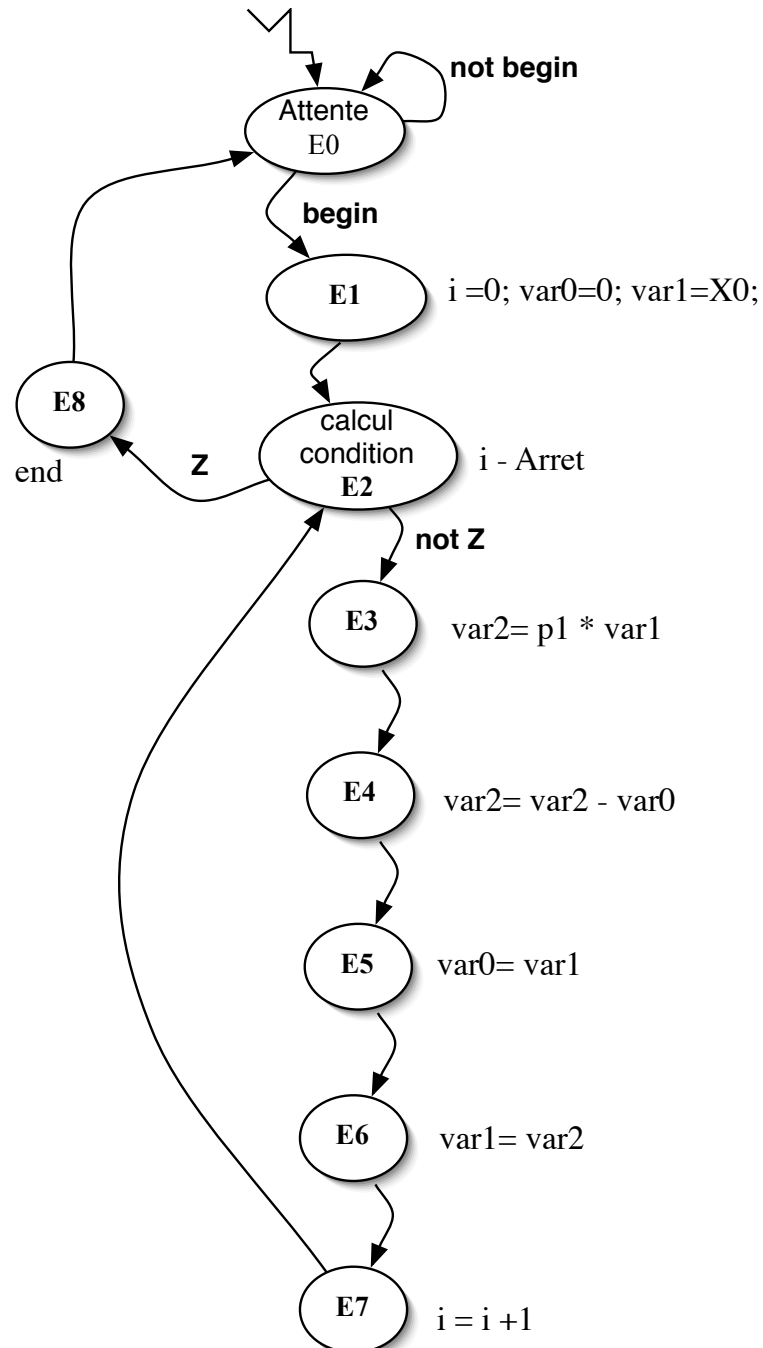 not begin
Attente
E0
begin
E1
i =0; var0=0; var1=X0;
E8
end
Z
calcul
condition
E2
i - Arret
not Z
E3
var2= p1 * var1
E4
var2= var2 - var0
E5
var0= var1
E6
var1= var2
E7
i = i +1